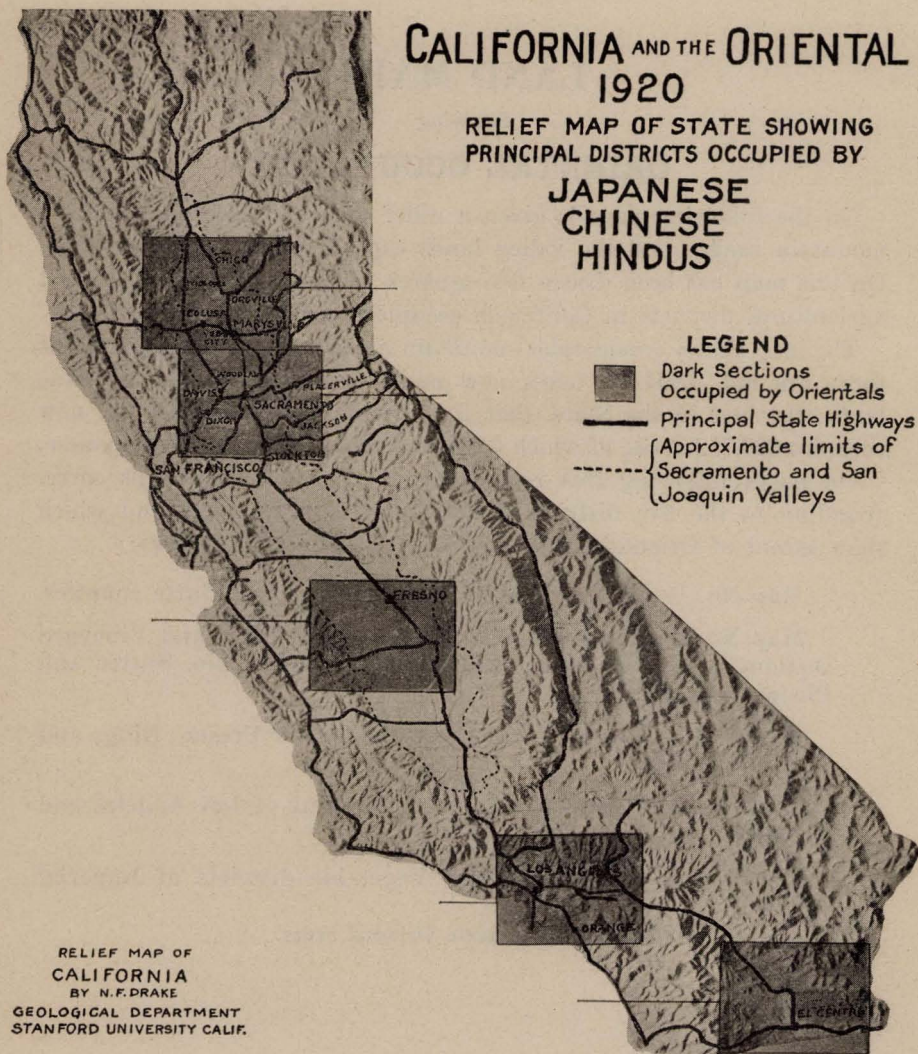 CALIFORNIA AND THE ORIENTAL
1920
RELIEF MAP OF STATE SHOWING
PRINCIPAL DISTRICTS OCCUPIED BY
JAPANESE
CHINESE
HINDUS
LEGEND
Dark Sections
Occupied by Orientals
Principal State Highways
Approximate limits of
Sacramento and San
Joaquin Valleys
CHICO
OROVILLE
COLUSA
MARYSVILLE
CITY
PLACERVILLE
DAVIS
SACRAMENTO
DIXON
JACKSON
STOCKTON
SAN FRANCISCO
FRESNO
LOS ANGELES
ORANGE
EL CENTRO
RELIEF MAP OF
CALIFORNIA
BY N.F. DRAKE
GEOLOGICAL DEPARTMENT
STANFORD UNIVERSITY CALIF.